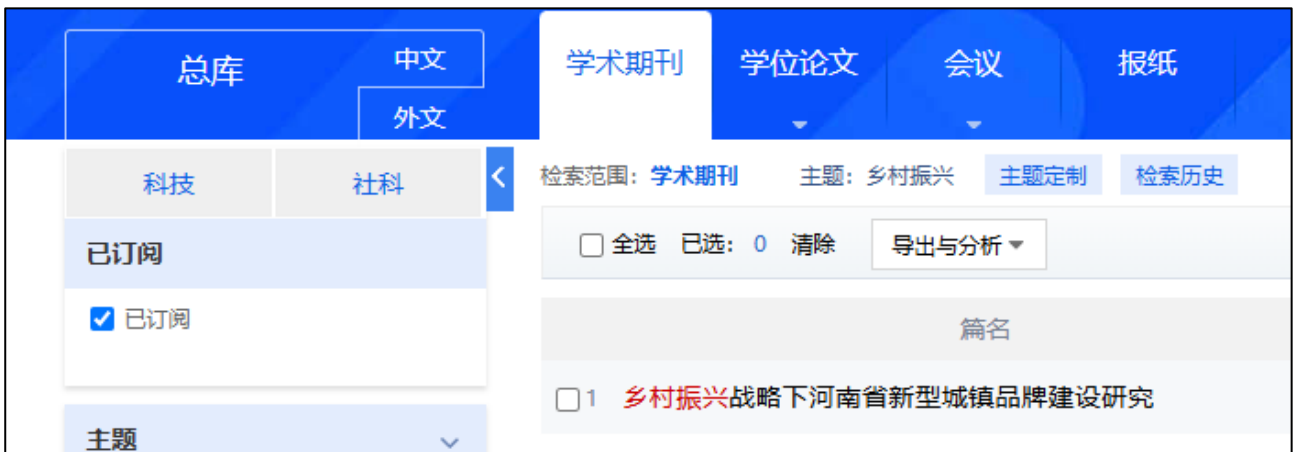 总库
中文
外文
学术期刊
学位论文
会议
报纸
科技
社科
检索范围：学术期刊 主题：乡村振兴 主题定制 检索历史
已订阅
全选 已选：0 清除 导出与分析
已订阅
篇名
1 乡村振兴战略下河南省新型城镇品牌建设研究
主题